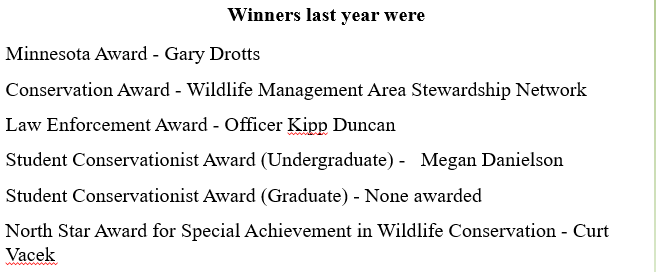 Winners last year were
Minnesota Award - Gary Drotts
Conservation Award - Wildlife Management Area Stewardship Network
Law Enforcement Award - Officer Kipp Duncan
Student Conservationist Award (Undergraduate) -   Megan Danielson
Student Conservationist Award (Graduate) - None awarded
North Star Award for Special Achievement in Wildlife Conservation - Curt
Vacek